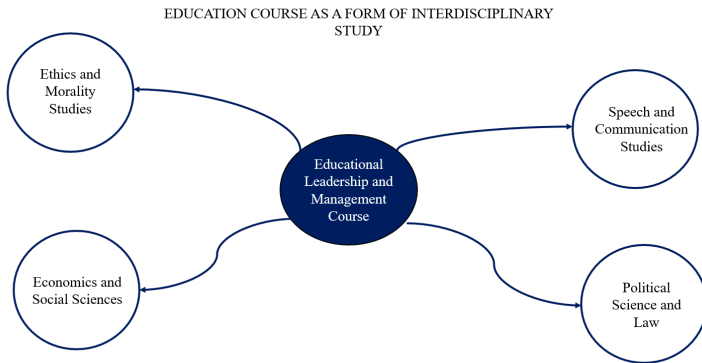 EDUCATION COURSE AS A FORM OF INTERDISCIPLINARY
STUDY
Ethics and
Morality
Studies
Speech and
Communication
Studies
Educational
Leadership and
Management
Course
Economics and
Social Sciences
Political
Science and
Law